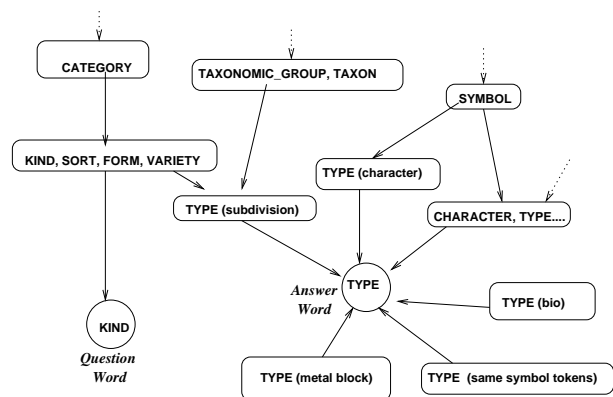 CATEGORY
TAXONOMIC_GROUP, TAXON
SYMBOL
KIND, SORT, FORM, VARIETY
TYPE (character)
TYPE (subdivision)
CHARACTER, TYPE....
Answer
Word
TYPE
TYPE (bio)
KIND
Question
Word
TYPE (metal block)
TYPE (same symbol tokens)